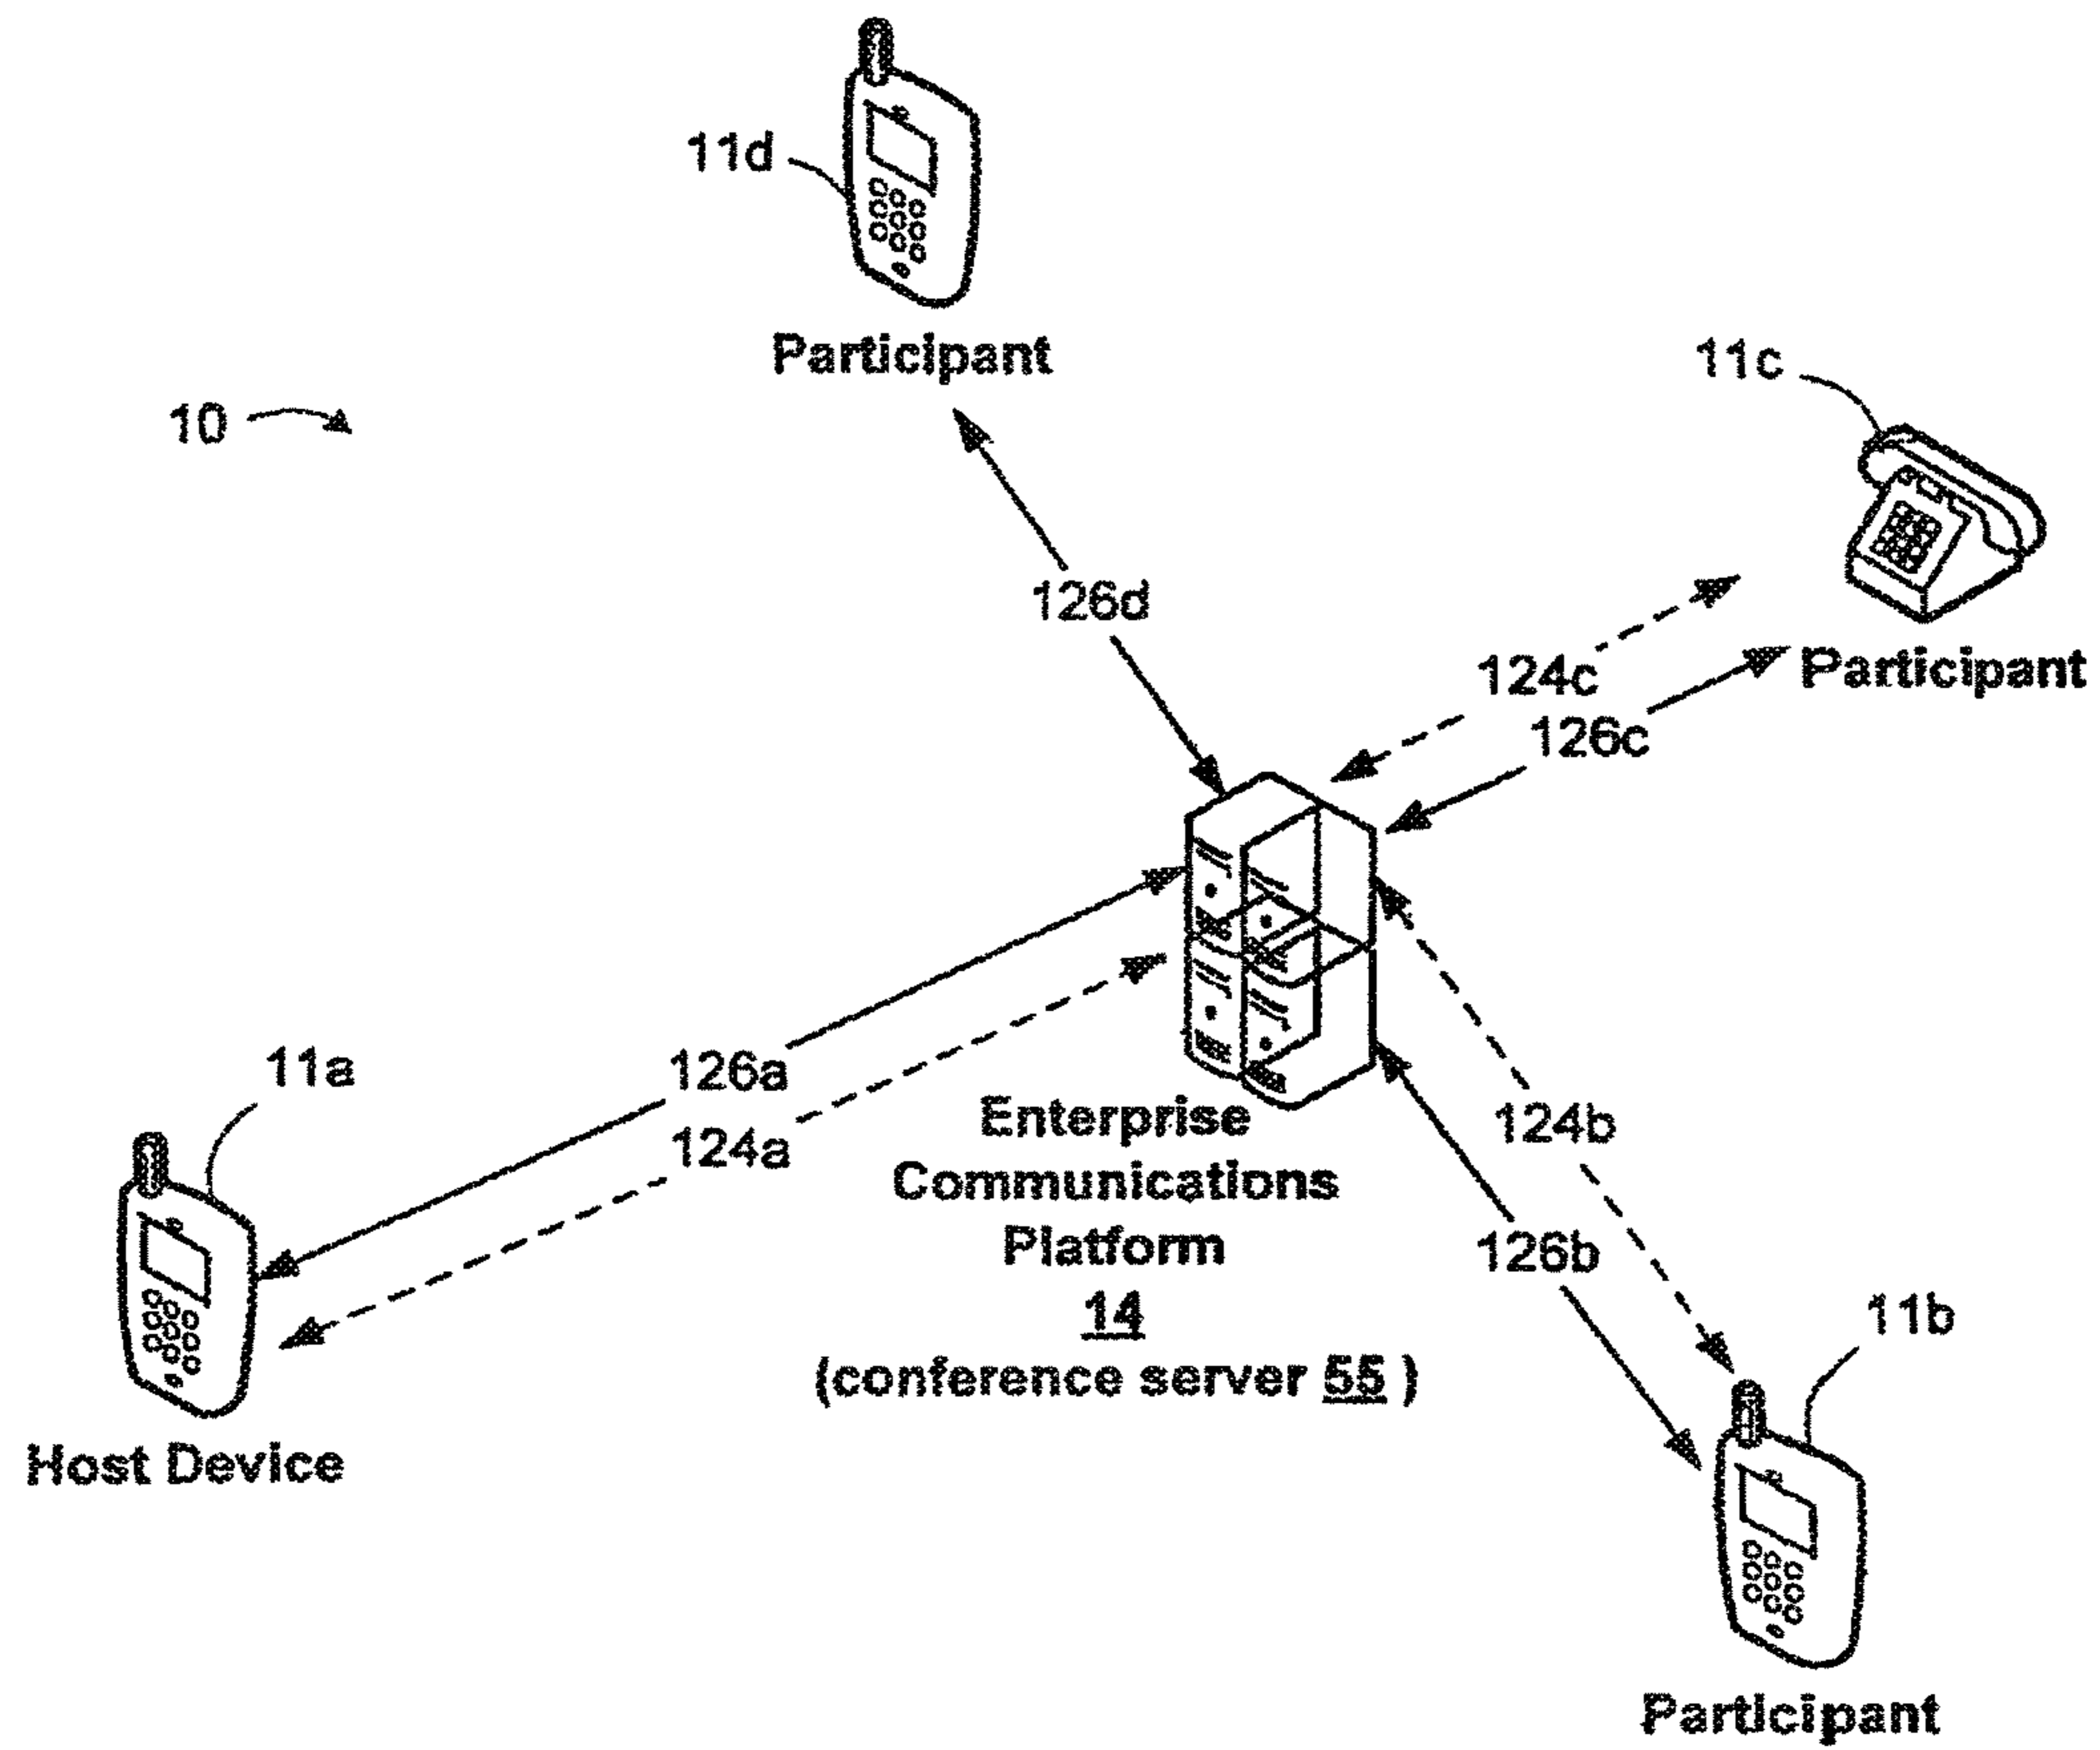 11d
Participant
11c
10
126d
124c
Participant
126c
11a
126a
124a
Enterprise
Communications
Platform
14
(conference server 55 )
124b
126b
11b
Host Device
Participant